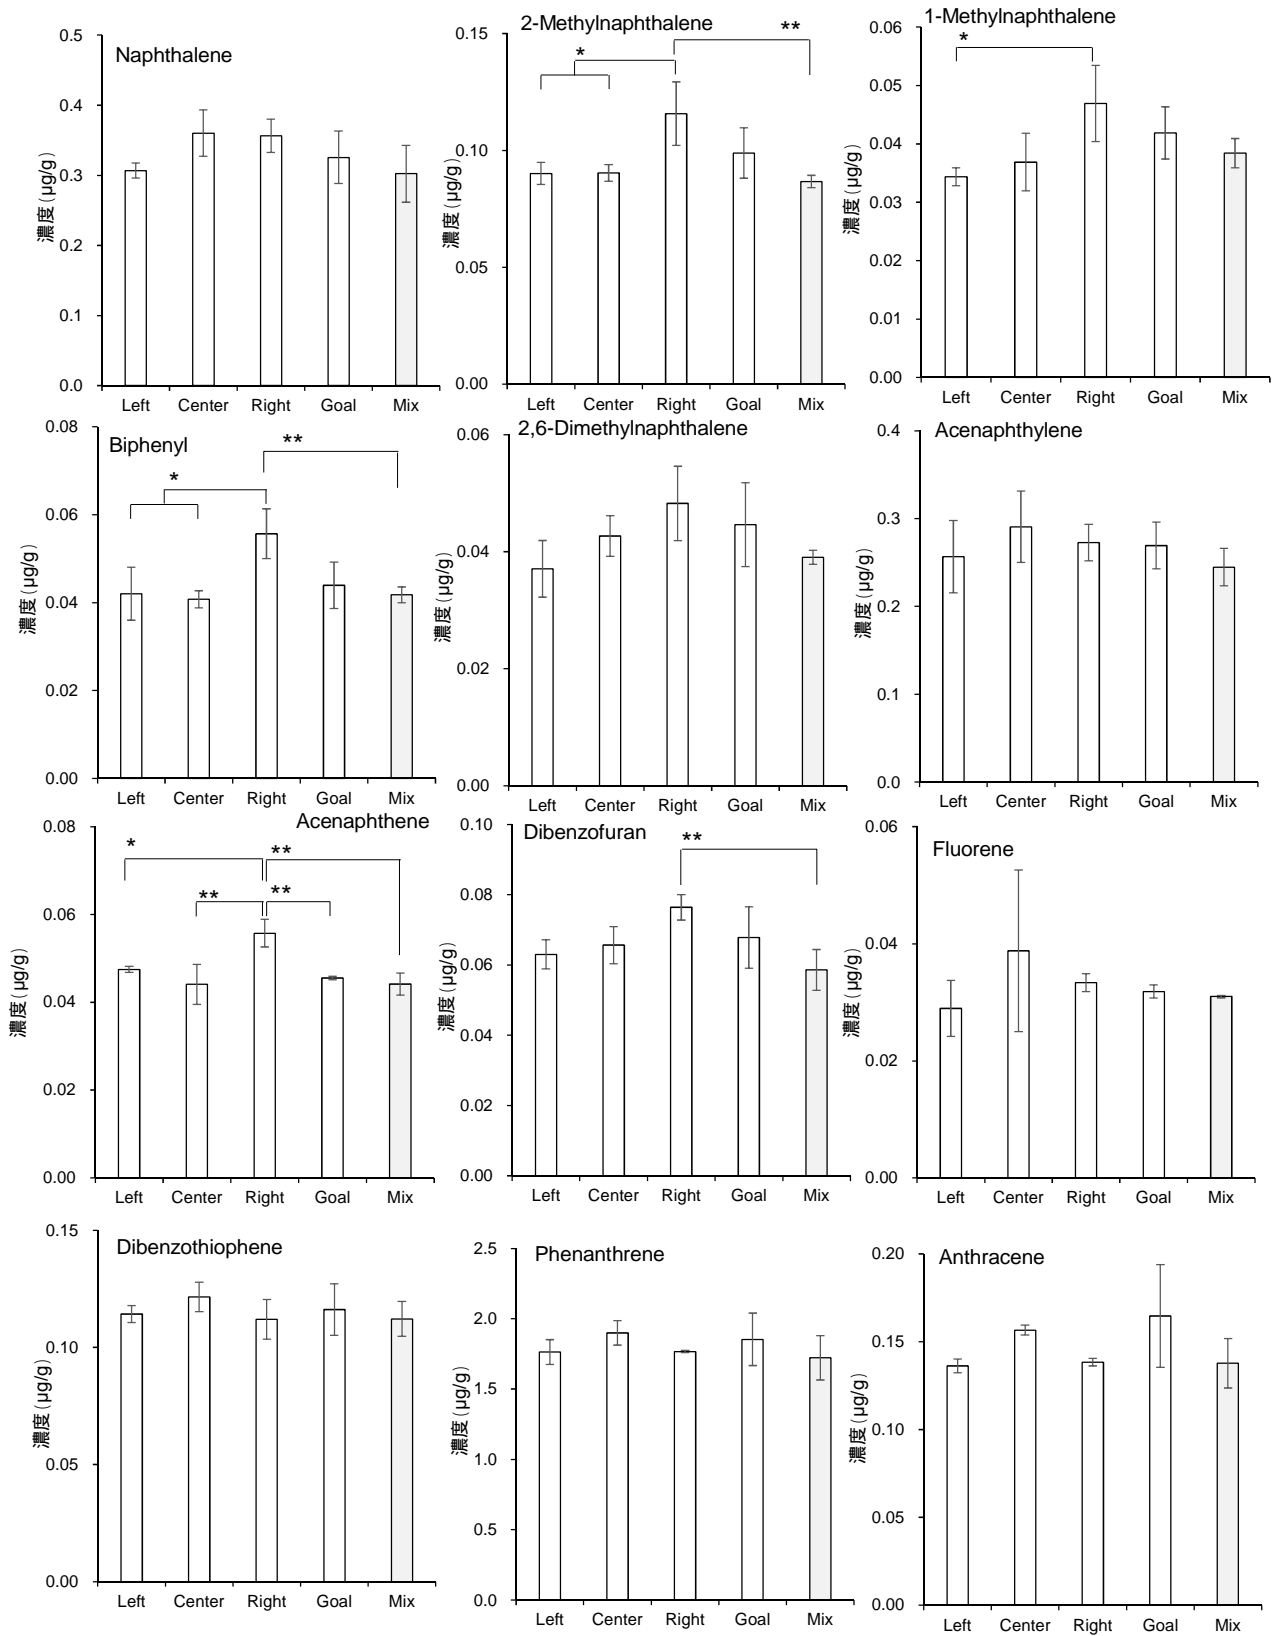 Naphthalene
0.5
0.4
0.3
0.2
0.1
0.0
濃度(μg/g)
Left Center Right Goal Mix
2-Methylnaphthalene
* **
0.15
0.10
0.05
0.00
濃度(μg/g)
Left Center Right Goal Mix
1-Methylnaphthalene
*
0.06
0.05
0.04
0.03
0.02
0.01
0.00
濃度(μg/g)
Left Center Right Goal Mix
Biphenyl
* **
0.08
0.06
0.04
0.02
0.00
濃度(μg/g)
Left Center Right Goal Mix
2,6-Dimethylnaphthalene
0.06
0.04
0.02
0.00
濃度(μg/g)
Left Center Right Goal Mix
Acenaphthylene
0.4
0.3
0.2
0.1
0.0
濃度(μg/g)
Left Center Right Goal Mix
Acenaphthene
* **
** **
0.08
0.06
0.04
0.02
0.00
濃度(μg/g)
Left Center Right Goal Mix
Dibenzofuran
**
0.10
0.08
0.06
0.04
0.02
0.00
濃度(μg/g)
Left Center Right Goal Mix
Fluorene
0.06
0.04
0.02
0.00
濃度(μg/g)
Left Center Right Goal Mix
Dibenzothiophene
0.15
0.10
0.05
0.00
濃度(μg/g)
Left Center Right Goal Mix
Phenanthrene
2.5
2.0
1.5
1.0
0.5
0.0
濃度(μg/g)
Left Center Right Goal Mix
Anthracene
0.20
0.15
0.10
0.05
0.00
濃度(μg/g)
Left Center Right Goal Mix